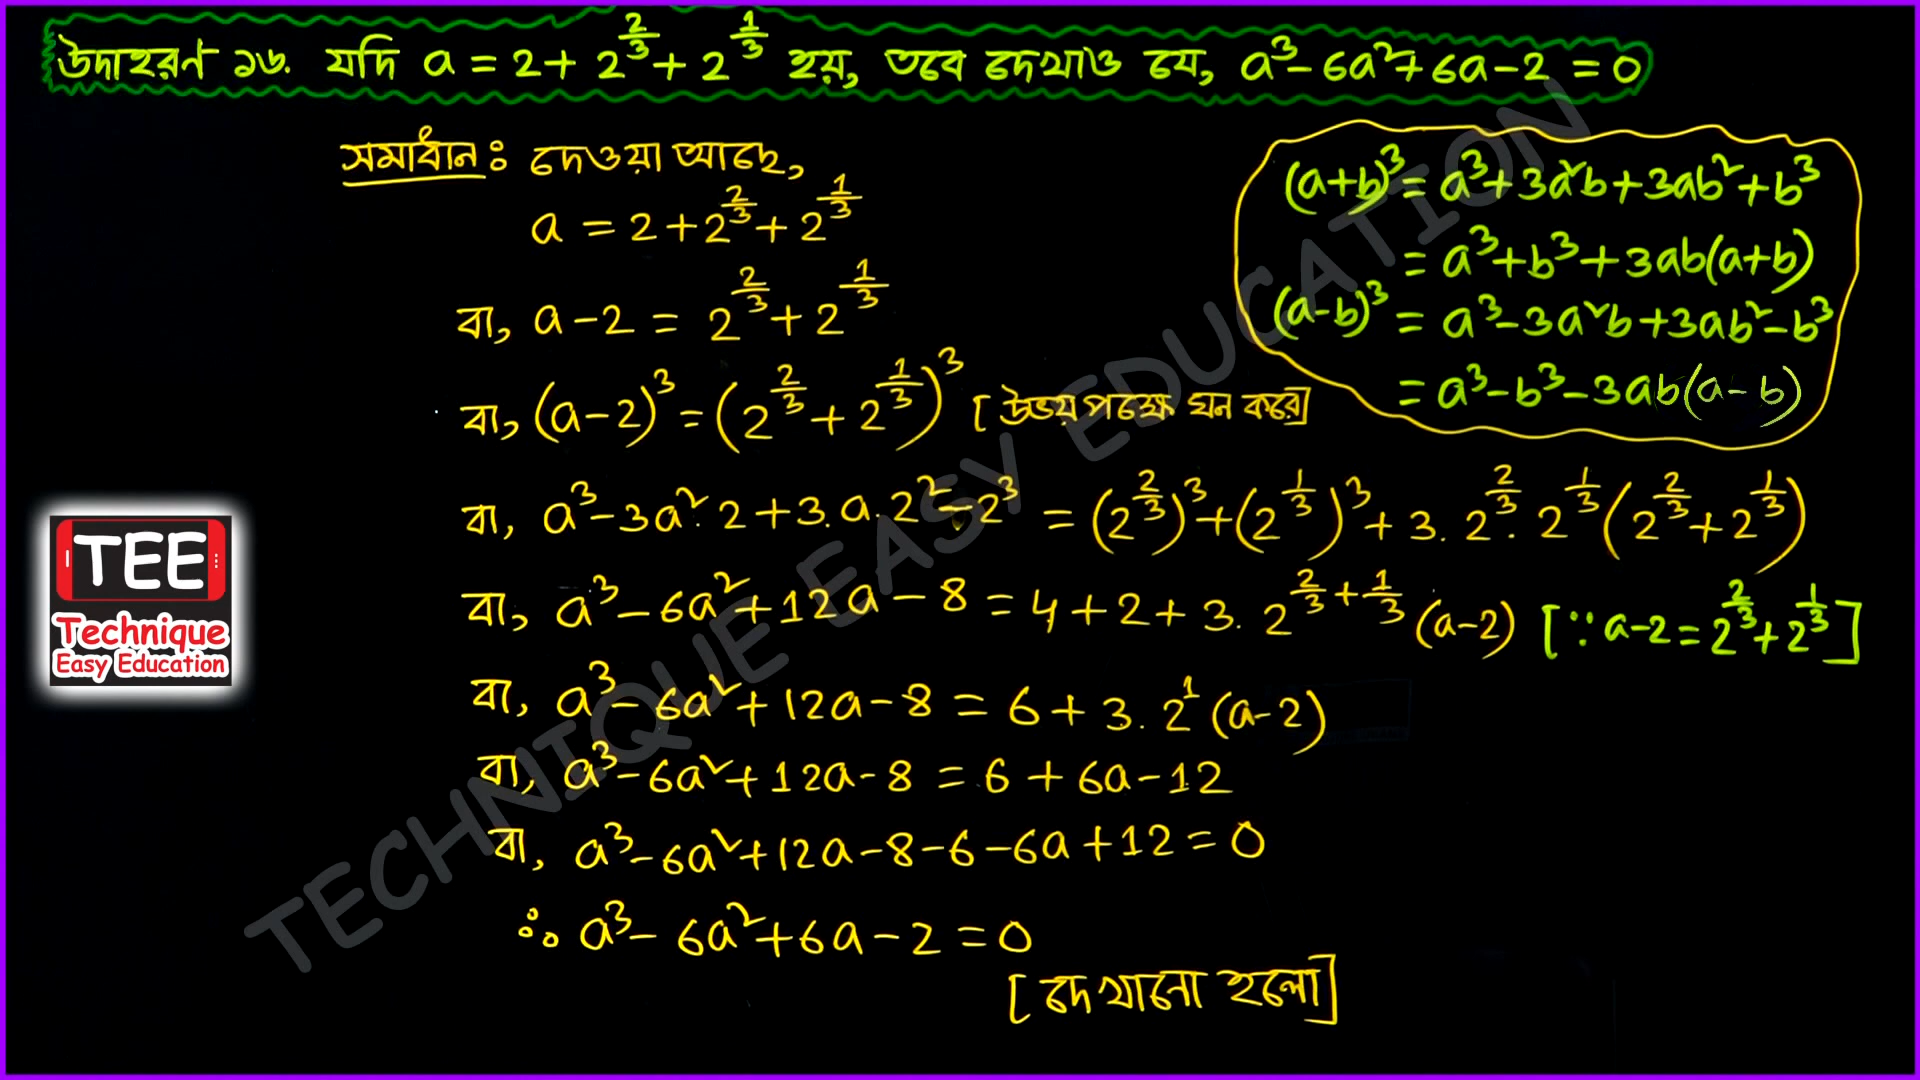 উদাহরণ ১৬. যদি a = 2 + 2^{2/3} + 2^{1/3} হয়, তবে দেখাও যে, a³ - 6a² + 6a - 2 = 0
সমাধান: দেওয়া আছে,
a = 2 + 2^{2/3} + 2^{1/3}
বা, a - 2 = 2^{2/3} + 2^{1/3}
বা, (a - 2)³ = (2^{2/3} + 2^{1/3})³ [উভয় পক্ষে ঘন করে]
বা, a³ - 3a².2 + 3.a.2² - 2³ = (2^{2/3})³ + (2^{1/3})³ + 3.2^{2/3}.2^{1/3}(2^{2/3} + 2^{1/3})
বা, a³ - 6a² + 12a - 8 = 4 + 2 + 3.2^{2/3 + 1/3}(a - 2) [∵ a - 2 = 2^{2/3} + 2^{1/3}]
বা, a³ - 6a² + 12a - 8 = 6 + 3.2¹(a - 2)
বা, a³ - 6a² + 12a - 8 = 6 + 6a - 12
বা, a³ - 6a² + 12a - 8 - 6 - 6a + 12 = 0
∴ a³ - 6a² + 6a - 2 = 0
[দেখানো হলো]
(a+b)³ = a³ + 3a²b + 3ab² + b³
= a³ + b³ + 3ab(a+b)
(a-b)³ = a³ - 3a²b + 3ab² - b³
= a³ - b³ - 3ab(a - b)
TEE
Technique
Easy Education
TECHNIQUE EASY EDUCATION